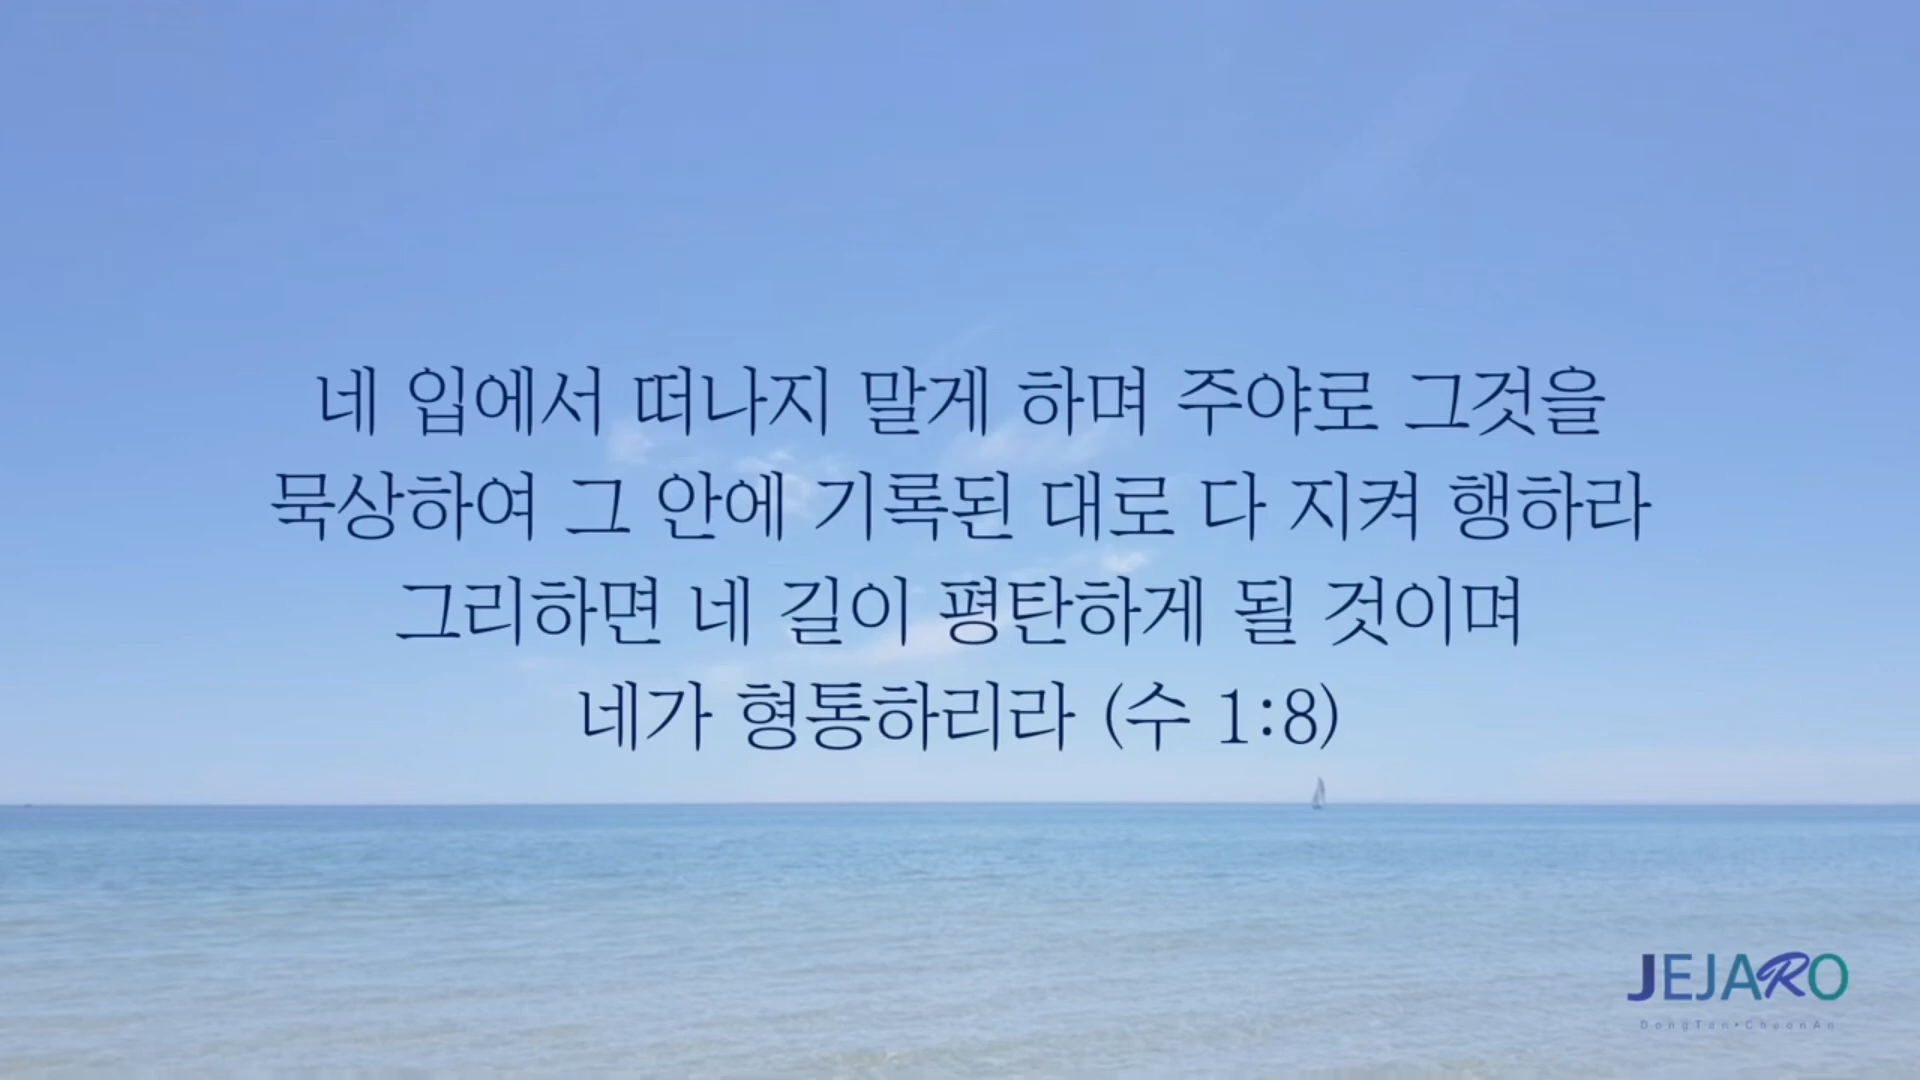 네 입에서 떠나지 말게 하며 주야로 그것을
묵상하여 그 안에 기록된 대로 다 지켜 행하라
그리하면 네 길이 평탄하게 될 것이며
네가 형통하리라 (수 1:8)
JEJARO
DongTan•CheonAn